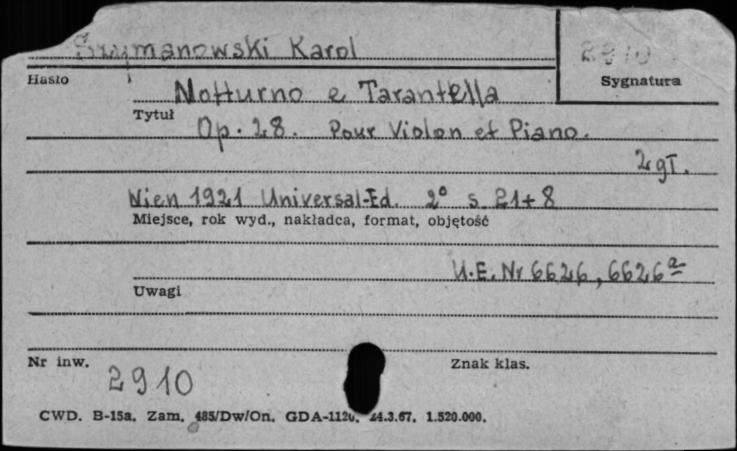 Szymanowski Karol
2910
Hasło
Sygnatura
Notturno e Tarantella
Tytuł
Op. 28. Pour Violon et Piano.
2 gł.
Wien 1921 Universal-Ed. 2° s. 21+8
Miejsce, rok wyd., nakładca, format, objętość
U.E. Nr 6626, 6626a
Uwagi
Nr inw.
2910
Znak klas.
CWD. B-15a. Zam. 485/Dw/On. GDA-1120. 24.3.67. 1.520.000.